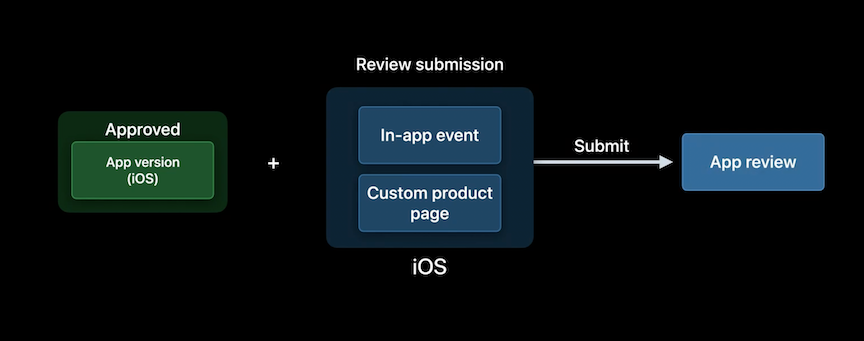 Review submission
Approved
App version
(iOS)
+
In-app event
Custom product
page
iOS
Submit
App review